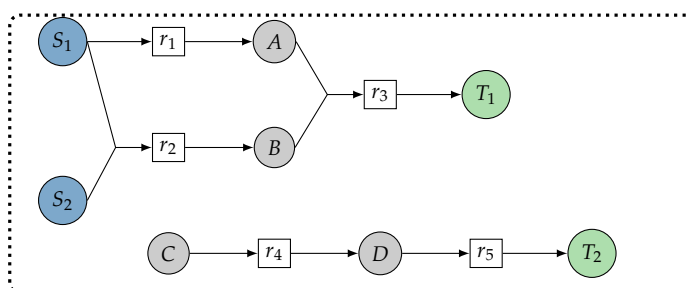 S₁ r₁ A
r₃ T₁
r₂ B
S₂
C r₄ D r₅ T₂